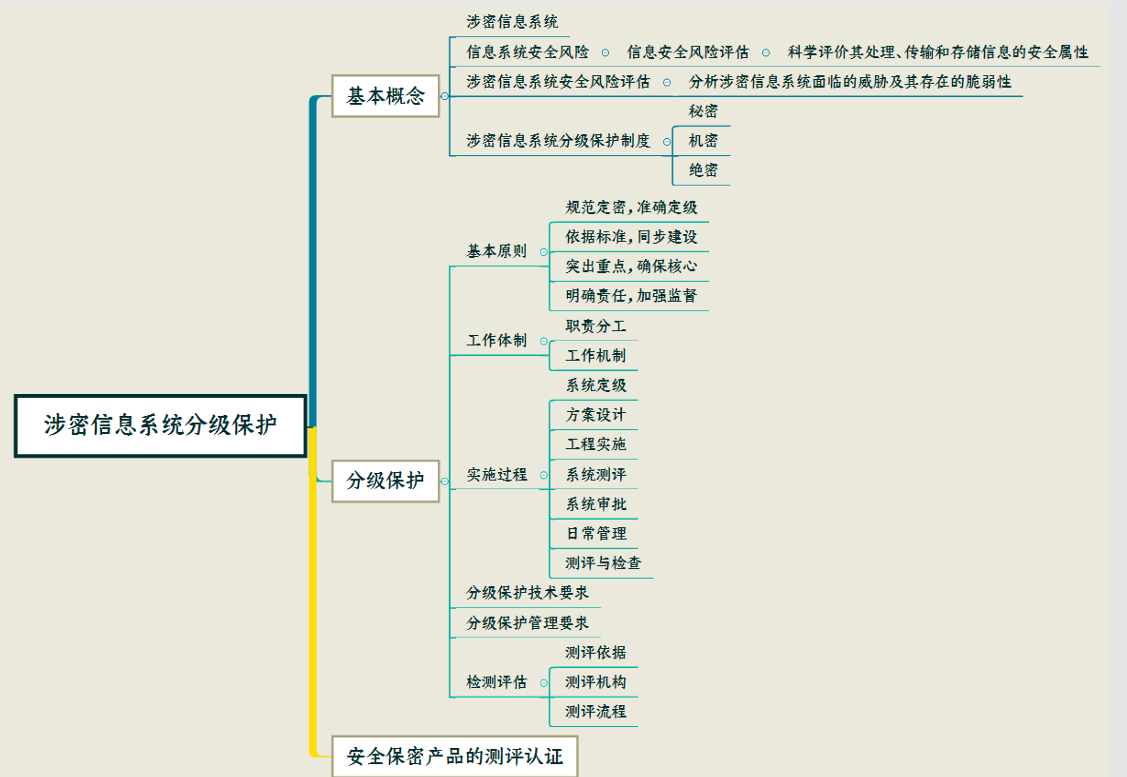 涉密信息系统分级保护
基本概念
涉密信息系统
信息系统安全风险
信息安全风险评估
科学评价其处理、传输和存储信息的安全属性
涉密信息系统安全风险评估
分析涉密信息系统面临的威胁及其存在的脆弱性
涉密信息系统分级保护制度
秘密
机密
绝密
分级保护
基本原则
规范定密,准确定级
依据标准,同步建设
突出重点,确保核心
明确责任,加强监督
工作体制
职责分工
工作机制
实施过程
系统定级
方案设计
工程实施
系统测评
系统审批
日常管理
测评与检查
分级保护技术要求
分级保护管理要求
检测评估
测评依据
测评机构
测评流程
安全保密产品的测评认证